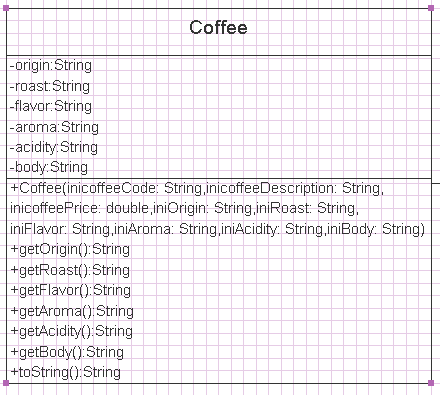 Coffee
-origin:String
-roast:String
-flavor:String
-aroma:String
-acidity:String
-body:String
+Coffee(inicoffeeCode: String,inicoffeeDescription: String,
inicoffeePrice: double,iniOrigin: String,iniRoast: String,
iniFlavor: String,iniAroma: String,iniAcidity: String,iniBody: String)
+getOrigin():String
+getRoast():String
+getFlavor():String
+getAroma():String
+getAcidity():String
+getBody():String
+toString():String